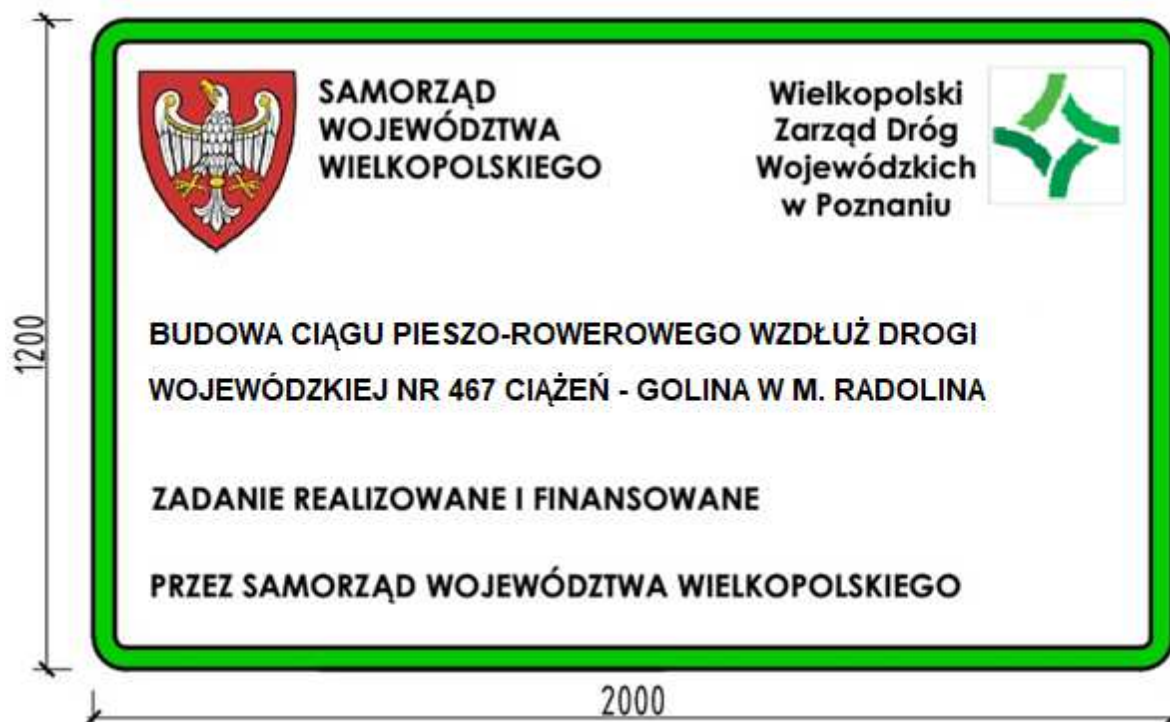 SAMORZĄD
WOJEWÓDZTWA
WIELKOPOLSKIEGO
Wielkopolski
Zarząd Dróg
Wojewódzkich
w Poznaniu
BUDOWA CIĄGU PIESZO-ROWEROWEGO WZDŁUŻ DROGI
WOJEWÓDZKIEJ NR 467 CIĄŻEŃ - GOLINA W M. RADOLINA
ZADANIE REALIZOWANE I FINANSOWANE
PRZEZ SAMORZĄD WOJEWÓDZTWA WIELKOPOLSKIEGO
1200
2000